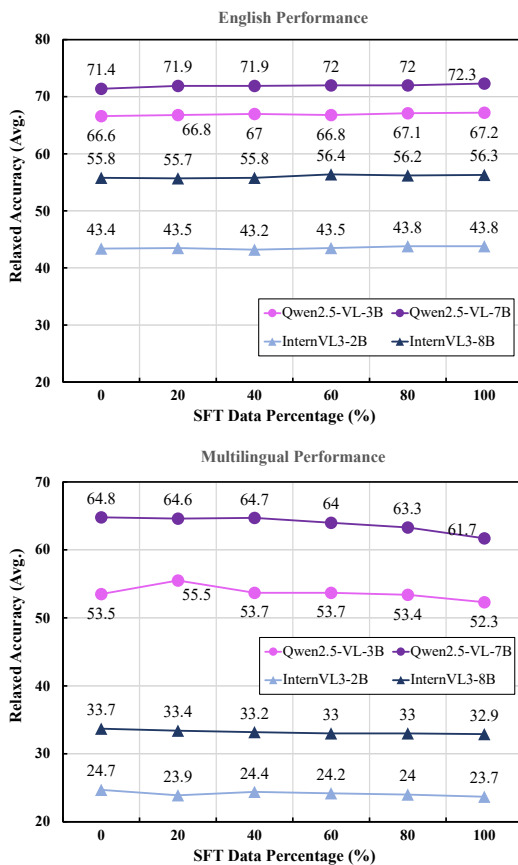 English Performance
80
71.4 71.9 71.9 72 72 72.3
70
66.6 66.8 67 66.8 67.1 67.2
60
55.8 55.7 55.8 56.4 56.2 56.3
50
43.4 43.5 43.2 43.5 43.8 43.8
40
30
Qwen2.5-VL-3B Qwen2.5-VL-7B
InternVL3-2B InternVL3-8B
20
0 20 40 60 80 100
SFT Data Percentage (%)
Relaxed Accuracy (Avg.)
Multilingual Performance
70
64.8 64.6 64.7 64 63.3 61.7
60
53.5 55.5 53.7 53.7 53.4 52.3
50
40
Qwen2.5-VL-3B Qwen2.5-VL-7B
InternVL3-2B InternVL3-8B
33.7 33.4 33.2 33 33 32.9
30
24.7 23.9 24.4 24.2 24 23.7
20
0 20 40 60 80 100
SFT Data Percentage (%)
Relaxed Accuracy (Avg.)